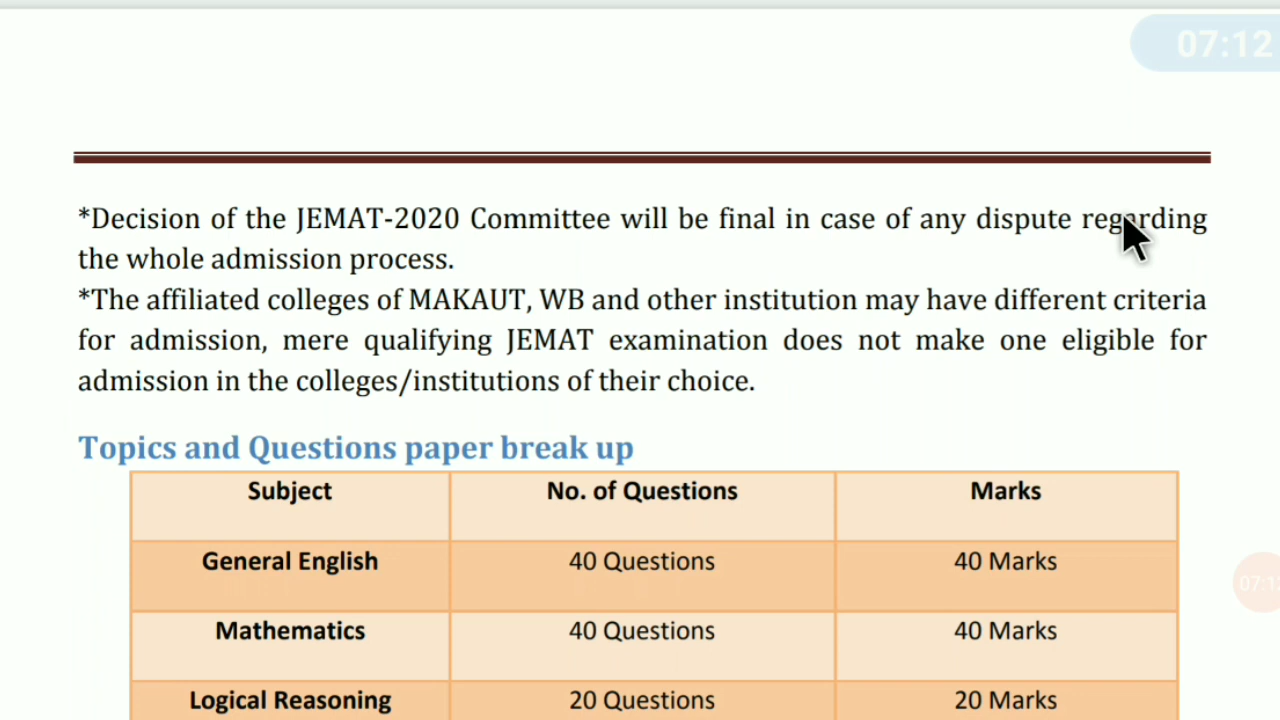 07:12
*Decision of the JEMAT-2020 Committee will be final in case of any dispute regarding
the whole admission process.
*The affiliated colleges of MAKAUT, WB and other institution may have different criteria
for admission, mere qualifying JEMAT examination does not make one eligible for
admission in the colleges/institutions of their choice.
Topics and Questions paper break up
Subject No. of Questions Marks
General English 40 Questions 40 Marks
Mathematics 40 Questions 40 Marks
Logical Reasoning 20 Questions 20 Marks